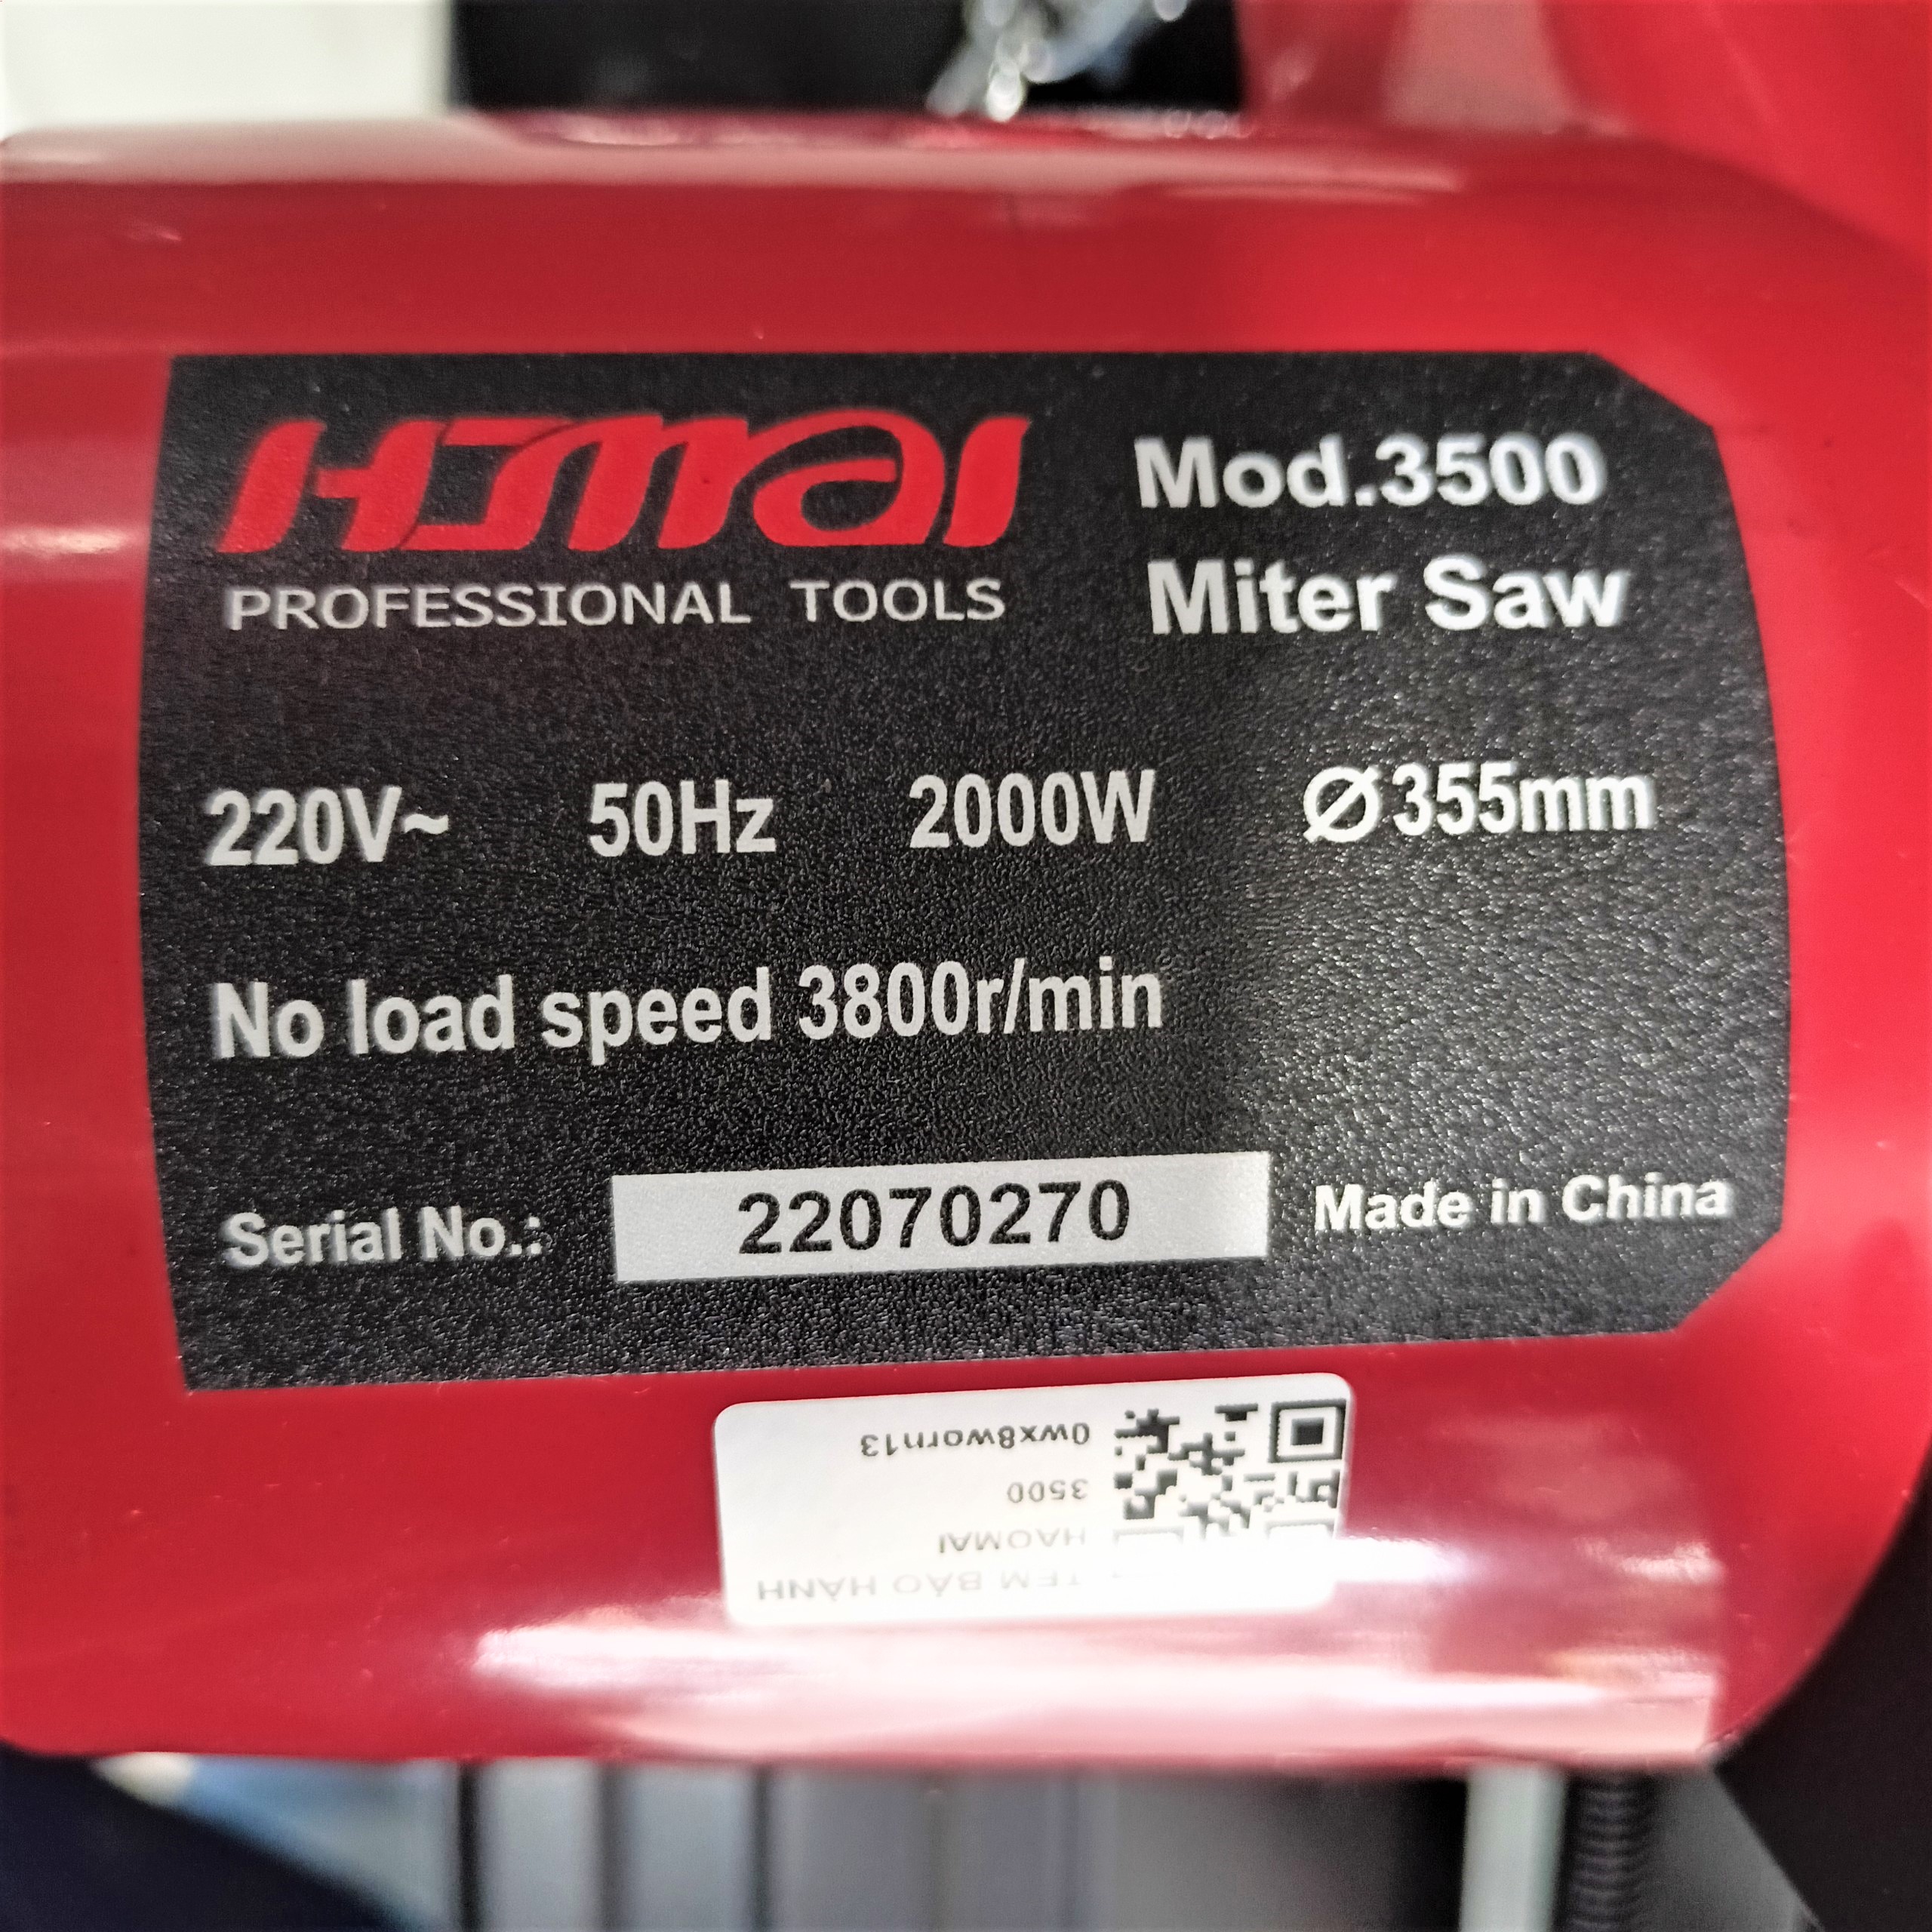 HJMAI
PROFESSIONAL TOOLS
Mod.3500
Miter Saw
220V~ 50Hz 2000W Ø355mm
No load speed 3800r/min
Serial No.: 22070270 Made in China
TEM BẢO HÀNH
HAOMAI
3500
0wx8worn13